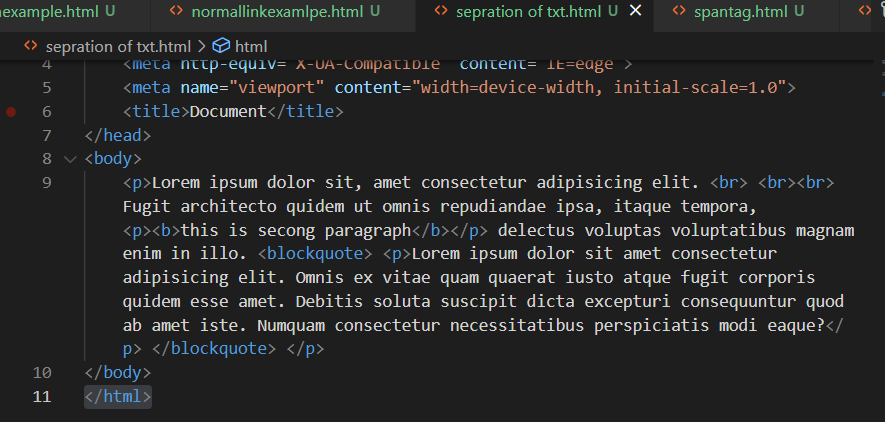 nexample.html U
normallinkexamlpe.html U
sepration of txt.html U
spantag.html U
sepration of txt.html > html
4 <meta http-equiv="X-UA-Compatible" content="IE=edge">
5 <meta name="viewport" content="width=device-width, initial-scale=1.0">
6 <title>Document</title>
7 </head>
8 <body>
9 <p>Lorem ipsum dolor sit, amet consectetur adipisicing elit. <br> <br><br>
Fugit architecto quidem ut omnis repudiandae ipsa, itaque tempora,
<p><b>this is secong paragraph</b></p> delectus voluptas voluptatibus magnam
enim in illo. <blockquote> <p>Lorem ipsum dolor sit amet consectetur
adipisicing elit. Omnis ex vitae quam quaerat iusto atque fugit corporis
quidem esse amet. Debitis soluta suscipit dicta excepturi consequuntur quod
ab amet iste. Numquam consectetur necessitatibus perspiciatis modi eaque?</
p> </blockquote> </p>
10 </body>
11 </html>